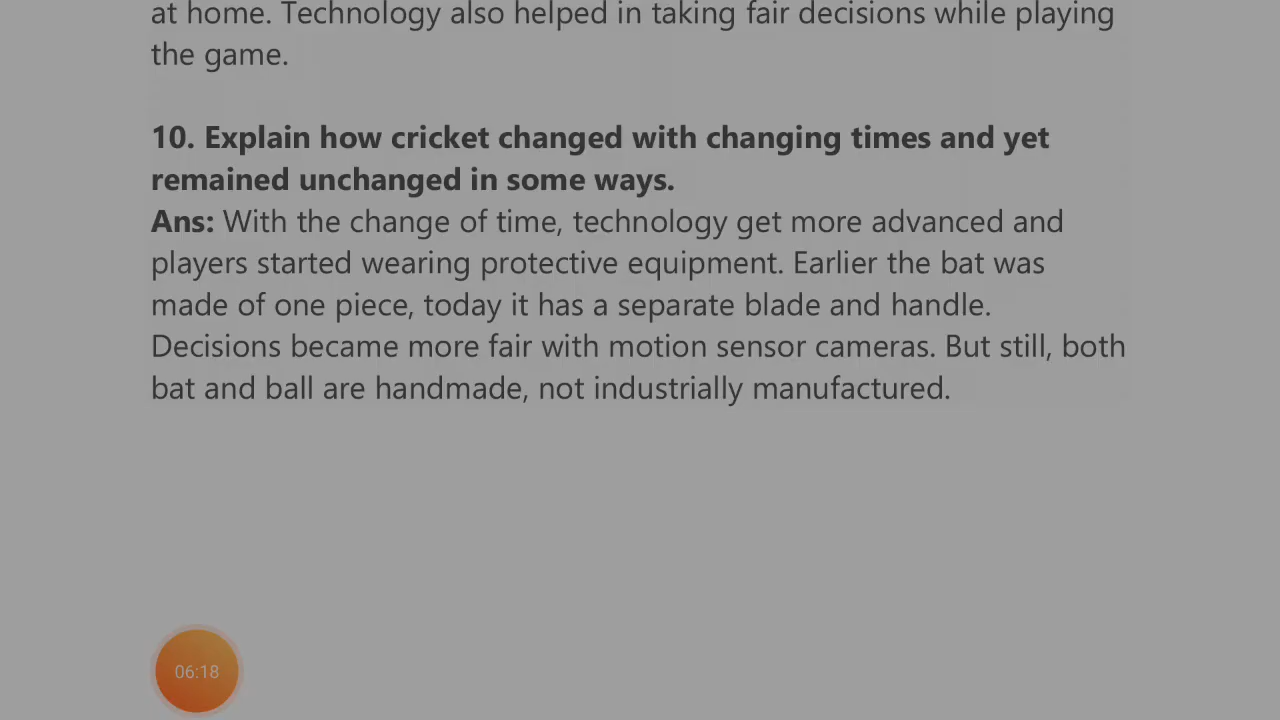 at home. Technology also helped in taking fair decisions while playing
the game.
10. Explain how cricket changed with changing times and yet
remained unchanged in some ways.
Ans: With the change of time, technology get more advanced and
players started wearing protective equipment. Earlier the bat was
made of one piece, today it has a separate blade and handle.
Decisions became more fair with motion sensor cameras. But still, both
bat and ball are handmade, not industrially manufactured.
06:18